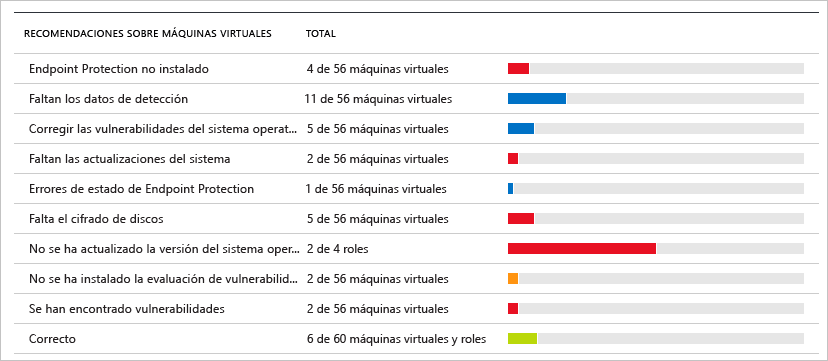 RECOMENDACIONES SOBRE MÁQUINAS VIRTUALES TOTAL
Endpoint Protection no instalado 4 de 56 máquinas virtuales
Faltan los datos de detección 11 de 56 máquinas virtuales
Corregir las vulnerabilidades del sistema operat... 5 de 56 máquinas virtuales
Faltan las actualizaciones del sistema 2 de 56 máquinas virtuales
Errores de estado de Endpoint Protection 1 de 56 máquinas virtuales
Falta el cifrado de discos 5 de 56 máquinas virtuales
No se ha actualizado la versión del sistema oper... 2 de 4 roles
No se ha instalado la evaluación de vulnerabilid... 2 de 56 máquinas virtuales
Se han encontrado vulnerabilidades 2 de 56 máquinas virtuales
Correcto 6 de 60 máquinas virtuales y roles